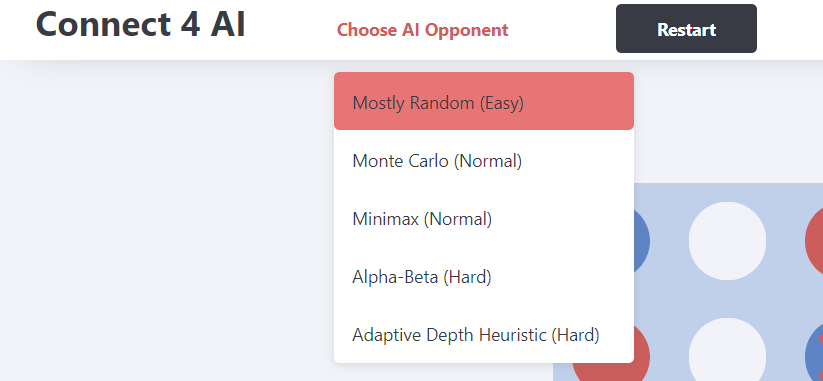 Connect 4 AI
Choose AI Opponent
Restart
Mostly Random (Easy)
Monte Carlo (Normal)
Minimax (Normal)
Alpha-Beta (Hard)
Adaptive Depth Heuristic (Hard)